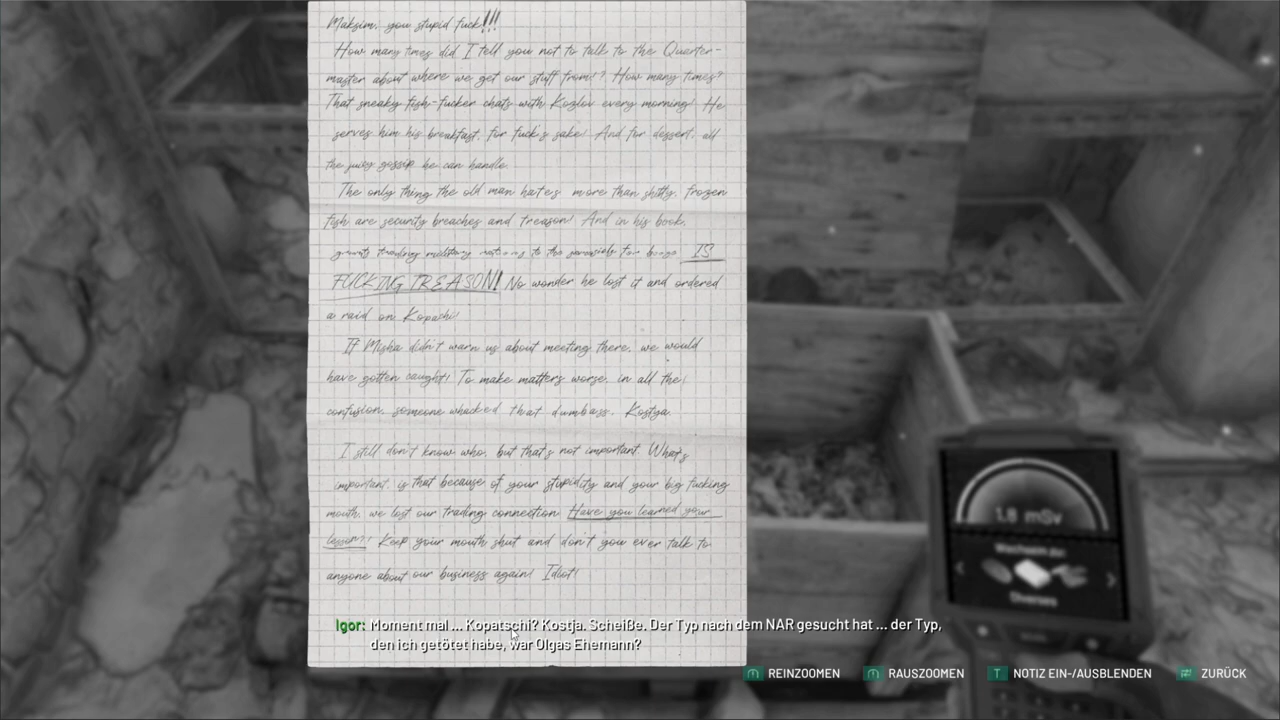 Maksim, you stupid fuck!!!
How many times did I tell you not to talk to the Quarter-
master about where we get our stuff from!? How many times?
That sneaky fish-fucker chats with Kozlov every morning! He
serves him his breakfast, for fuck's sake! And for dessert, all
the juicy gossip he can handle.
The only thing the old man hates more than shitty, frozen
fish are security breaches and treason! And in his book,
grunts trading military rations to the for booze IS
FUCKING TREASON! No wonder he lost it and ordered
a raid on Kopachi!
If Misha didn't warn us about meeting there, we would
have gotten caught! To make matters worse, in all the
confusion, someone whacked that dumbass, Kostya.
I still don't know who, but that's not important. What's
important, is that because of your stupidity and your big fucking
mouth, we lost our trading connection. Have you learned your
lesson?! Keep your mouth shut and don't you ever talk to
anyone about our business again! Idiot!
Igor: Moment mal ... Kopatschi? Kostja. Scheiße. Der Typ nach dem NAR gesucht hat ... der Typ,
den ich getötet habe, war Olgas Ehemann?
1.8 mSv
Diverses
REINZOOMEN RAUSZOOMEN T NOTIZ EIN-/AUSBLENDEN ZURÜCK